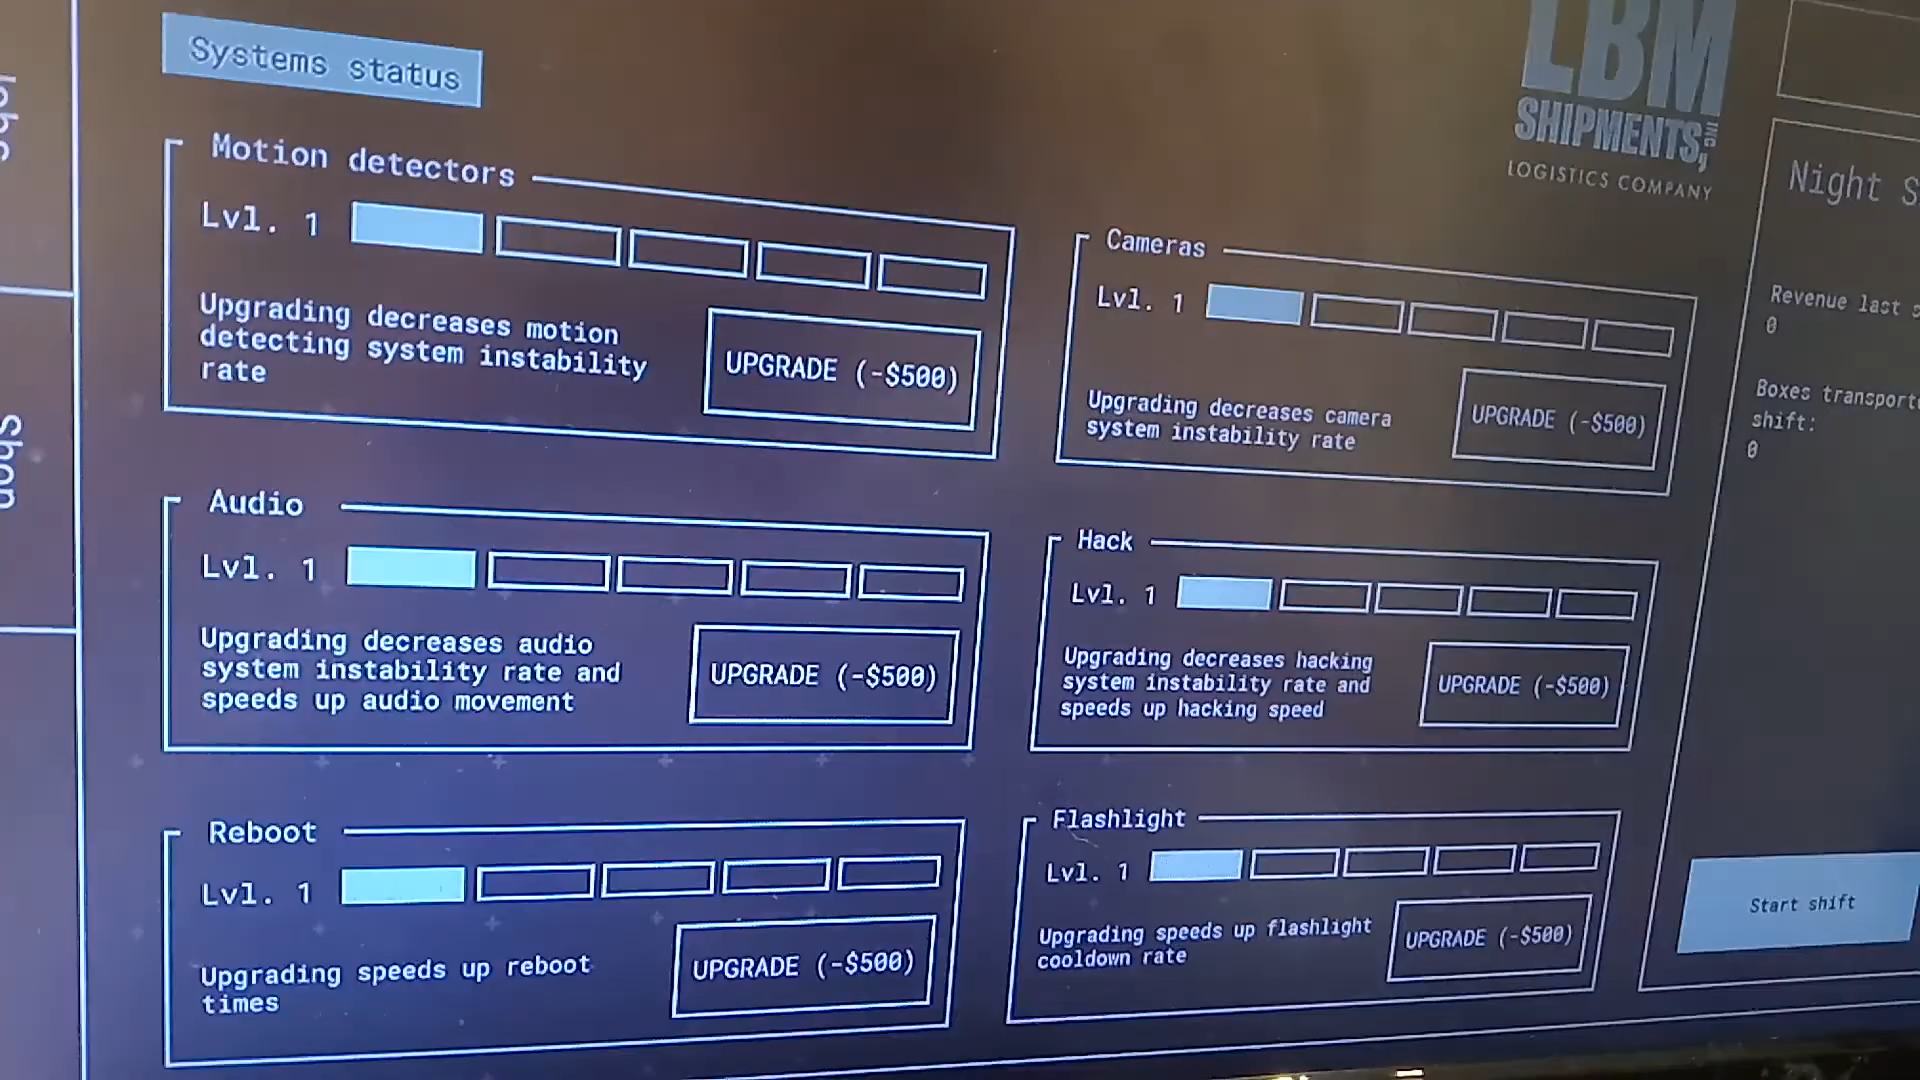 Systems status
Motion detectors
Lvl. 1
Upgrading decreases motion
detecting system instability
rate
UPGRADE (-$500)
Cameras
Lvl. 1
Upgrading decreases camera
system instability rate
UPGRADE (-$500)
Audio
Lvl. 1
Upgrading decreases audio
system instability rate and
speeds up audio movement
UPGRADE (-$500)
Hack
Lvl. 1
Upgrading decreases hacking
system instability rate and
speeds up hacking speed
UPGRADE (-$500)
Reboot
Lvl. 1
Upgrading speeds up reboot
times
UPGRADE (-$500)
Flashlight
Lvl. 1
Upgrading speeds up flashlight
cooldown rate
UPGRADE (-$500)
LBM
SHIPMENTS, INC
LOGISTICS COMPANY
Night
Revenue last
0
Boxes
shift:
0
Start shift
Shop